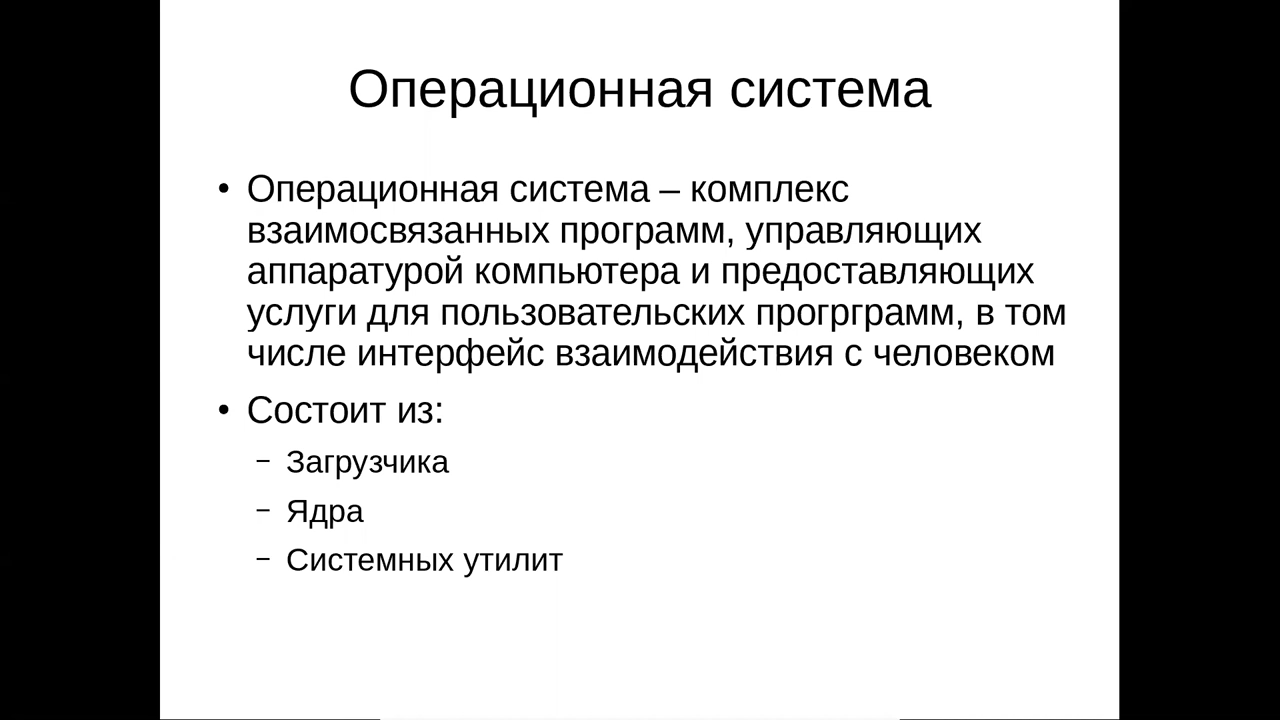 Операционная система
• Операционная система – комплекс
взаимосвязанных программ, управляющих
аппаратурой компьютера и предоставляющих
услуги для пользовательских прогрграмм, в том
числе интерфейс взаимодействия с человеком
• Состоит из:
– Загрузчика
– Ядра
– Системных утилит